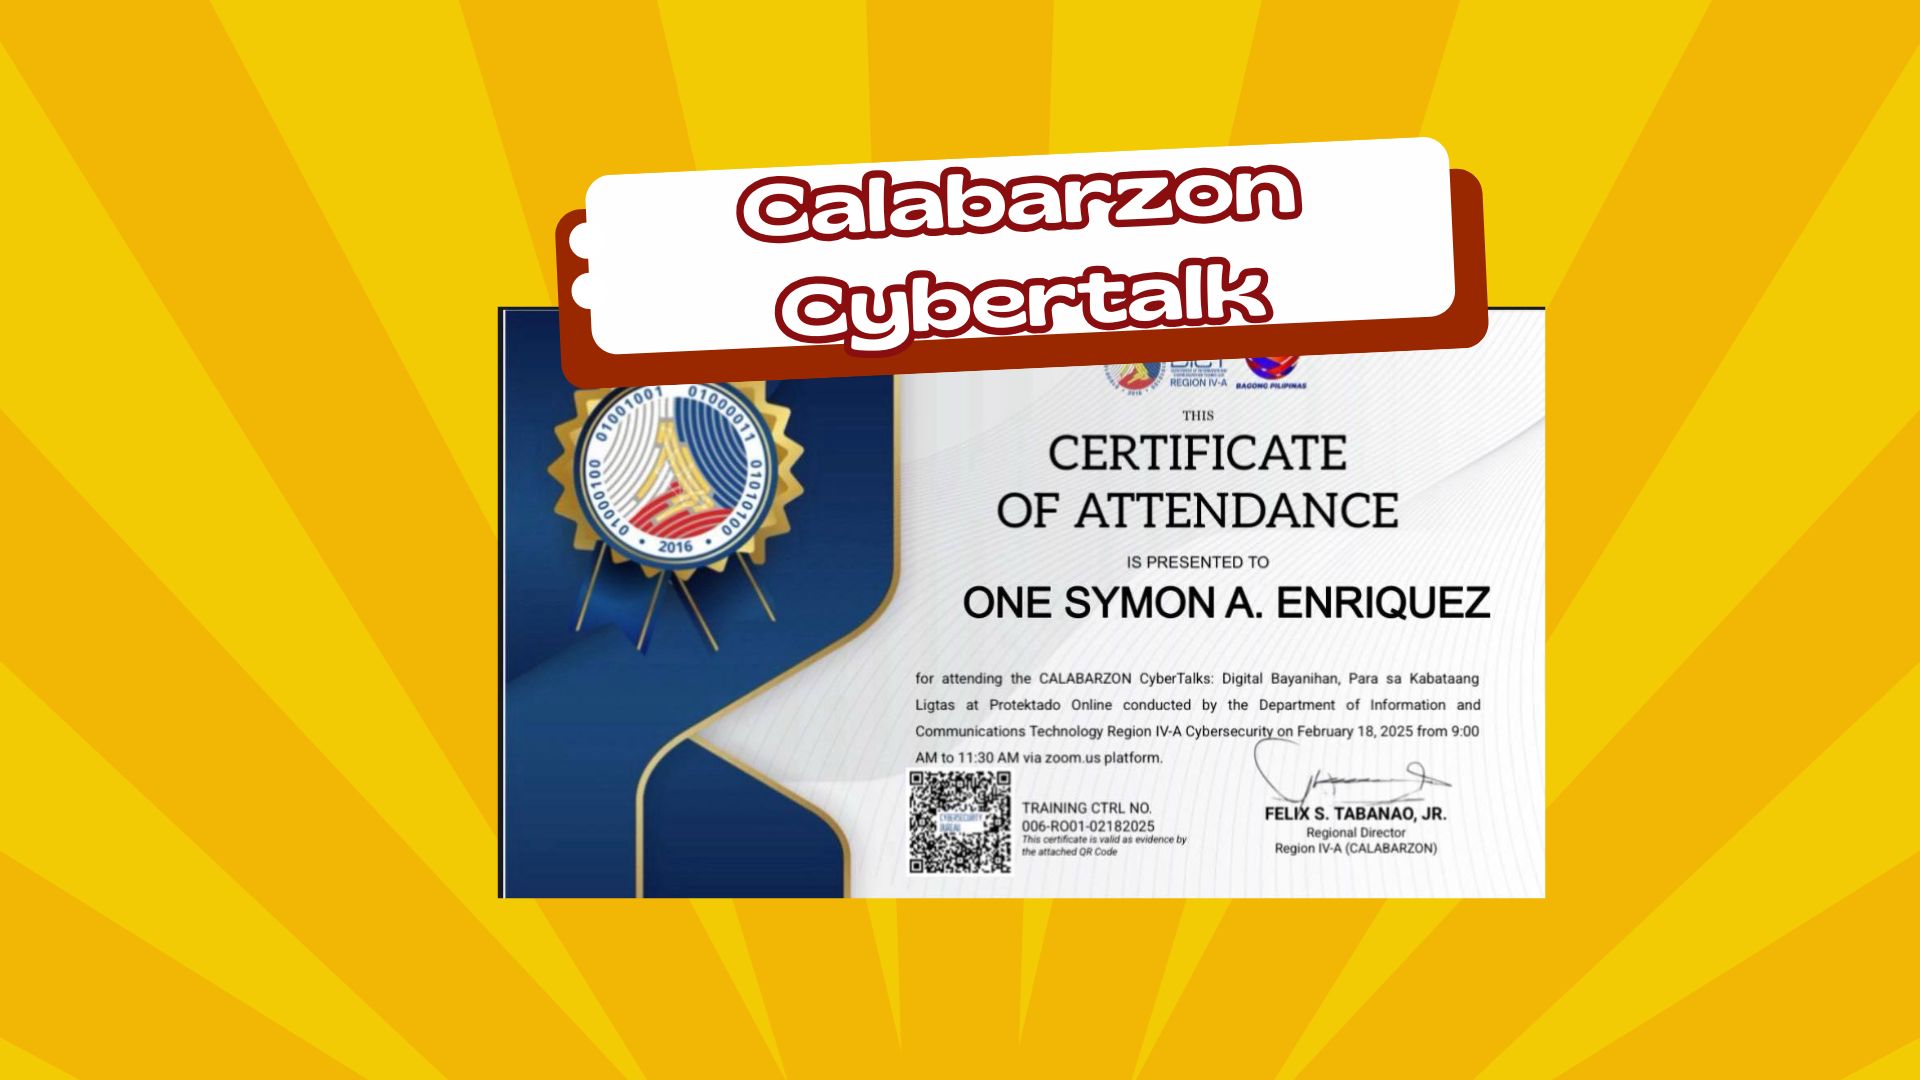 Calabarzon
Cybertalk
REGION IV-A
BAGONG PILIPINAS
THIS
CERTIFICATE
OF ATTENDANCE
IS PRESENTED TO
ONE SYMON A. ENRIQUEZ
01001001 01000011 01010100 01000100
• 2016 •
for attending the CALABARZON CyberTalks: Digital Bayanihan, Para sa Kabataang
Ligtas at Protektado Online conducted by the Department of Information and
Communications Technology Region IV-A Cybersecurity on February 18, 2025 from 9:00
AM to 11:30 AM via zoom.us platform.
CYBERSECURITY
BUREAU
TRAINING CTRL NO.
006-RO01-02182025
This certificate is valid as evidence by
the attached QR Code
FELIX S. TABANAO, JR.
Regional Director
Region IV-A (CALABARZON)